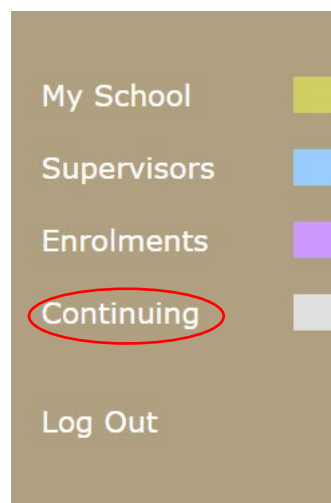 My School
Supervisors
Enrolments
Continuing
Log Out